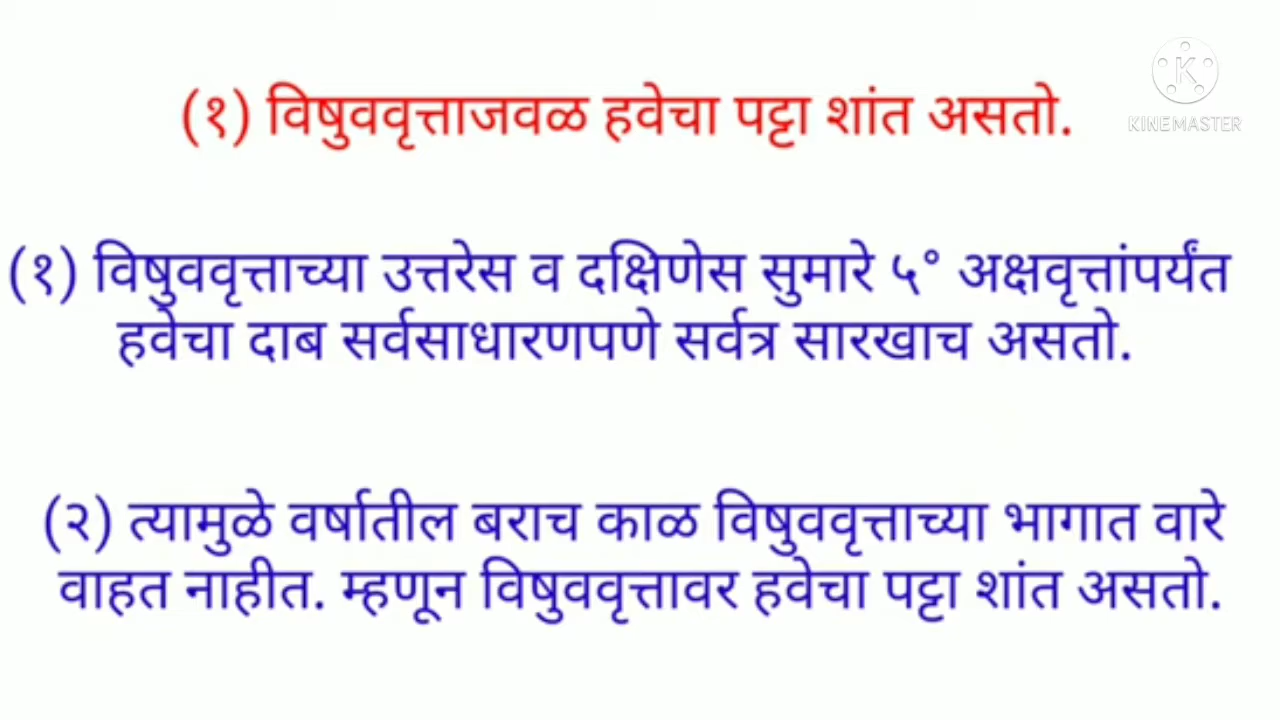 (१) विषुववृत्ताजवळ हवेचा पट्टा शांत असतो.
KINEMASTER
(१) विषुववृत्ताच्या उत्तरेस व दक्षिणेस सुमारे ५° अक्षवृत्तांपर्यंत
हवेचा दाब सर्वसाधारणपणे सर्वत्र सारखाच असतो.
(२) त्यामुळे वर्षातील बराच काळ विषुववृत्ताच्या भागात वारे
वाहत नाहीत. म्हणून विषुववृत्तावर हवेचा पट्टा शांत असतो.